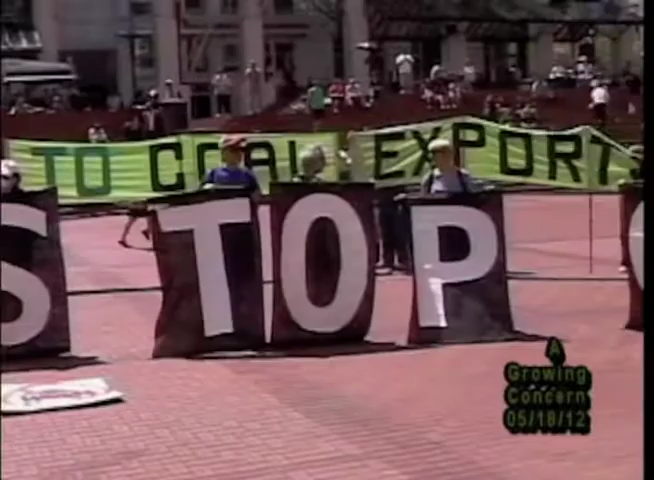 TO COAL EXPORTS
STOP
A
Growing
Concern
05/18/12